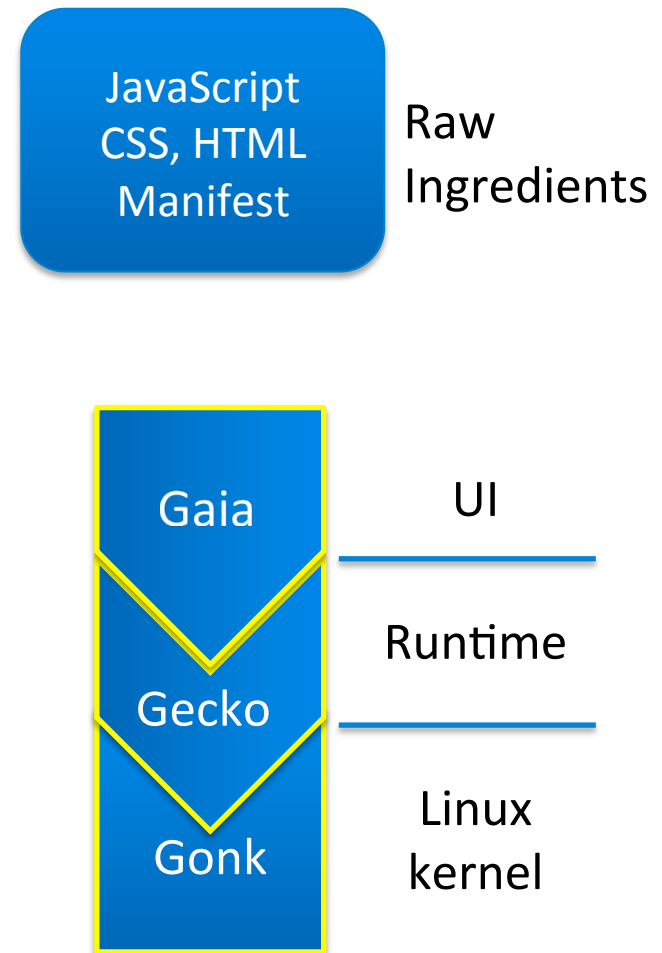 JavaScript
CSS, HTML
Manifest
Raw
Ingredients
Gaia
UI
Runtime
Gecko
Linux
kernel
Gonk